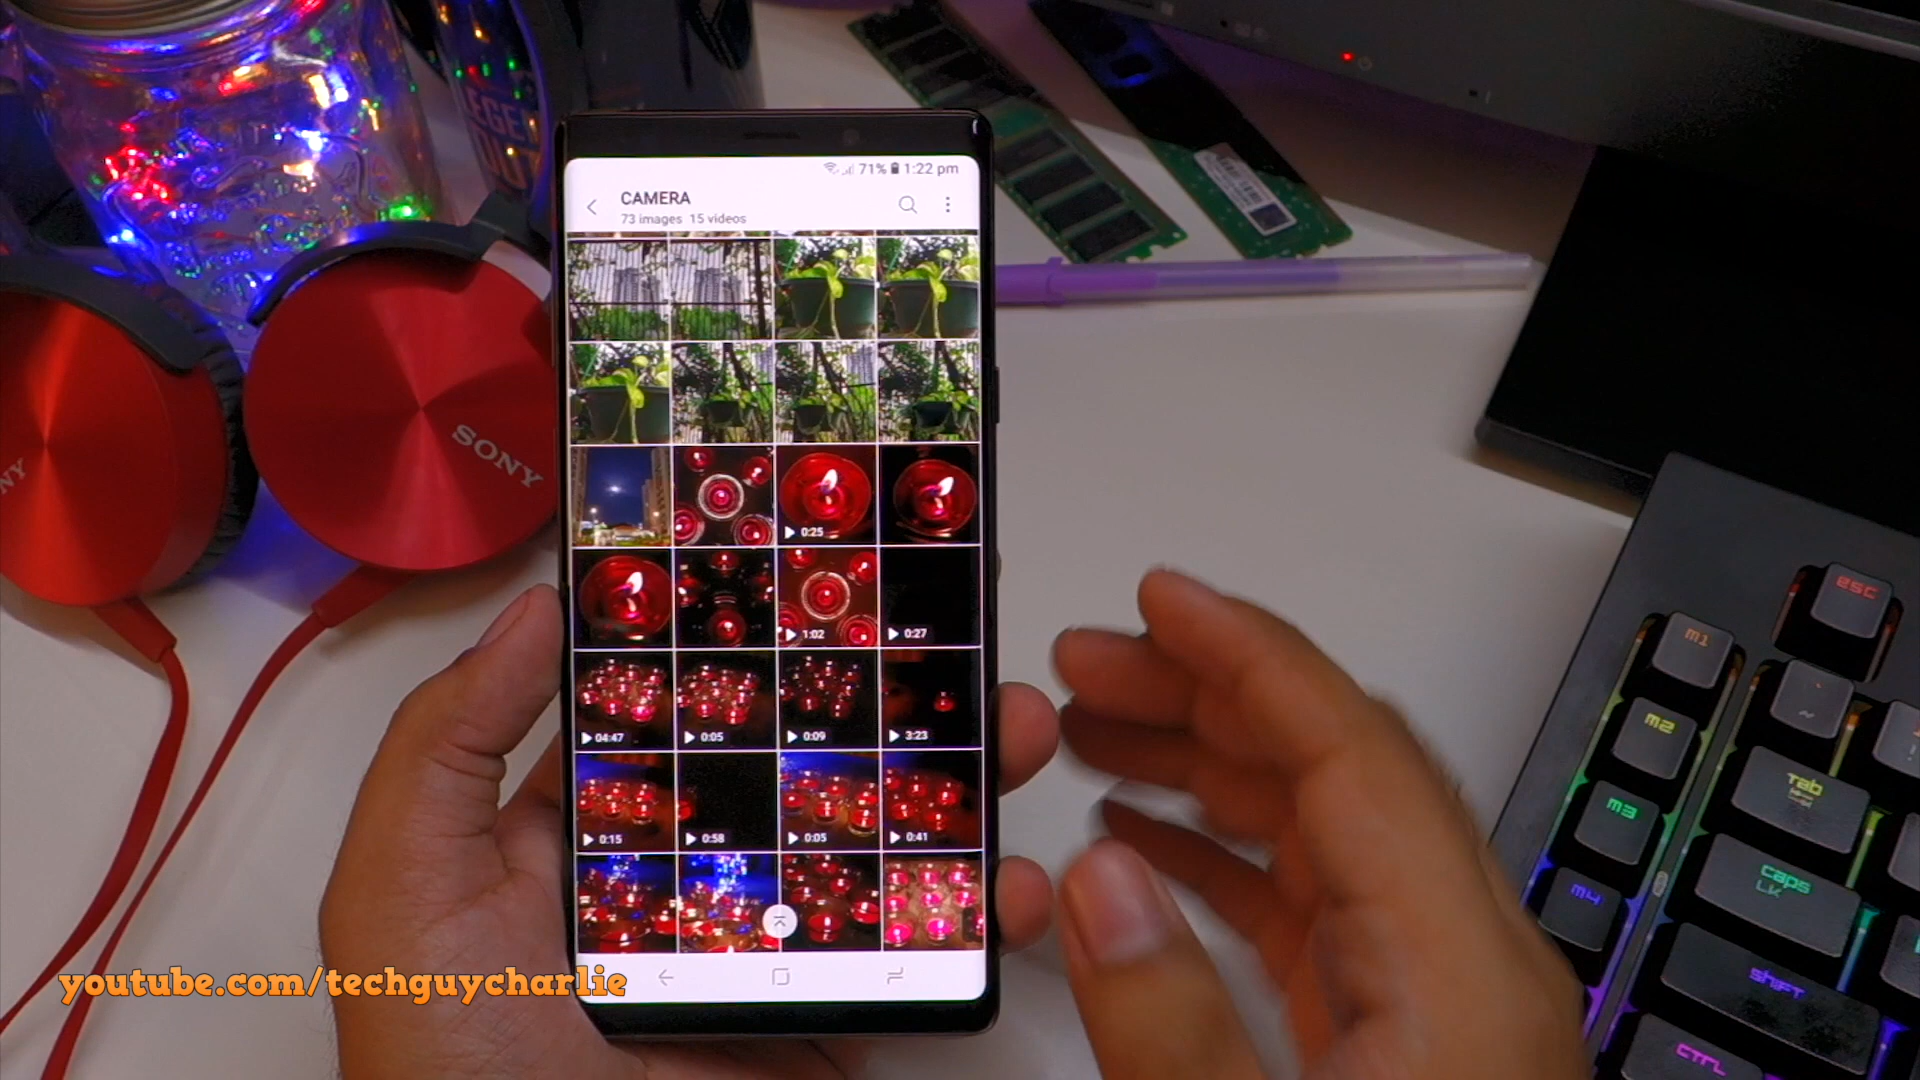 71% 1:22 pm
CAMERA
73 images 15 videos
SONY
0:25
1:02
0:27
04:47
0:05
0:09
3:23
0:15
0:58
0:05
0:41
esc
m1
m2
m3
m4
Tab
caps
LK
shift
ctrl
youtube.com/techguycharlie